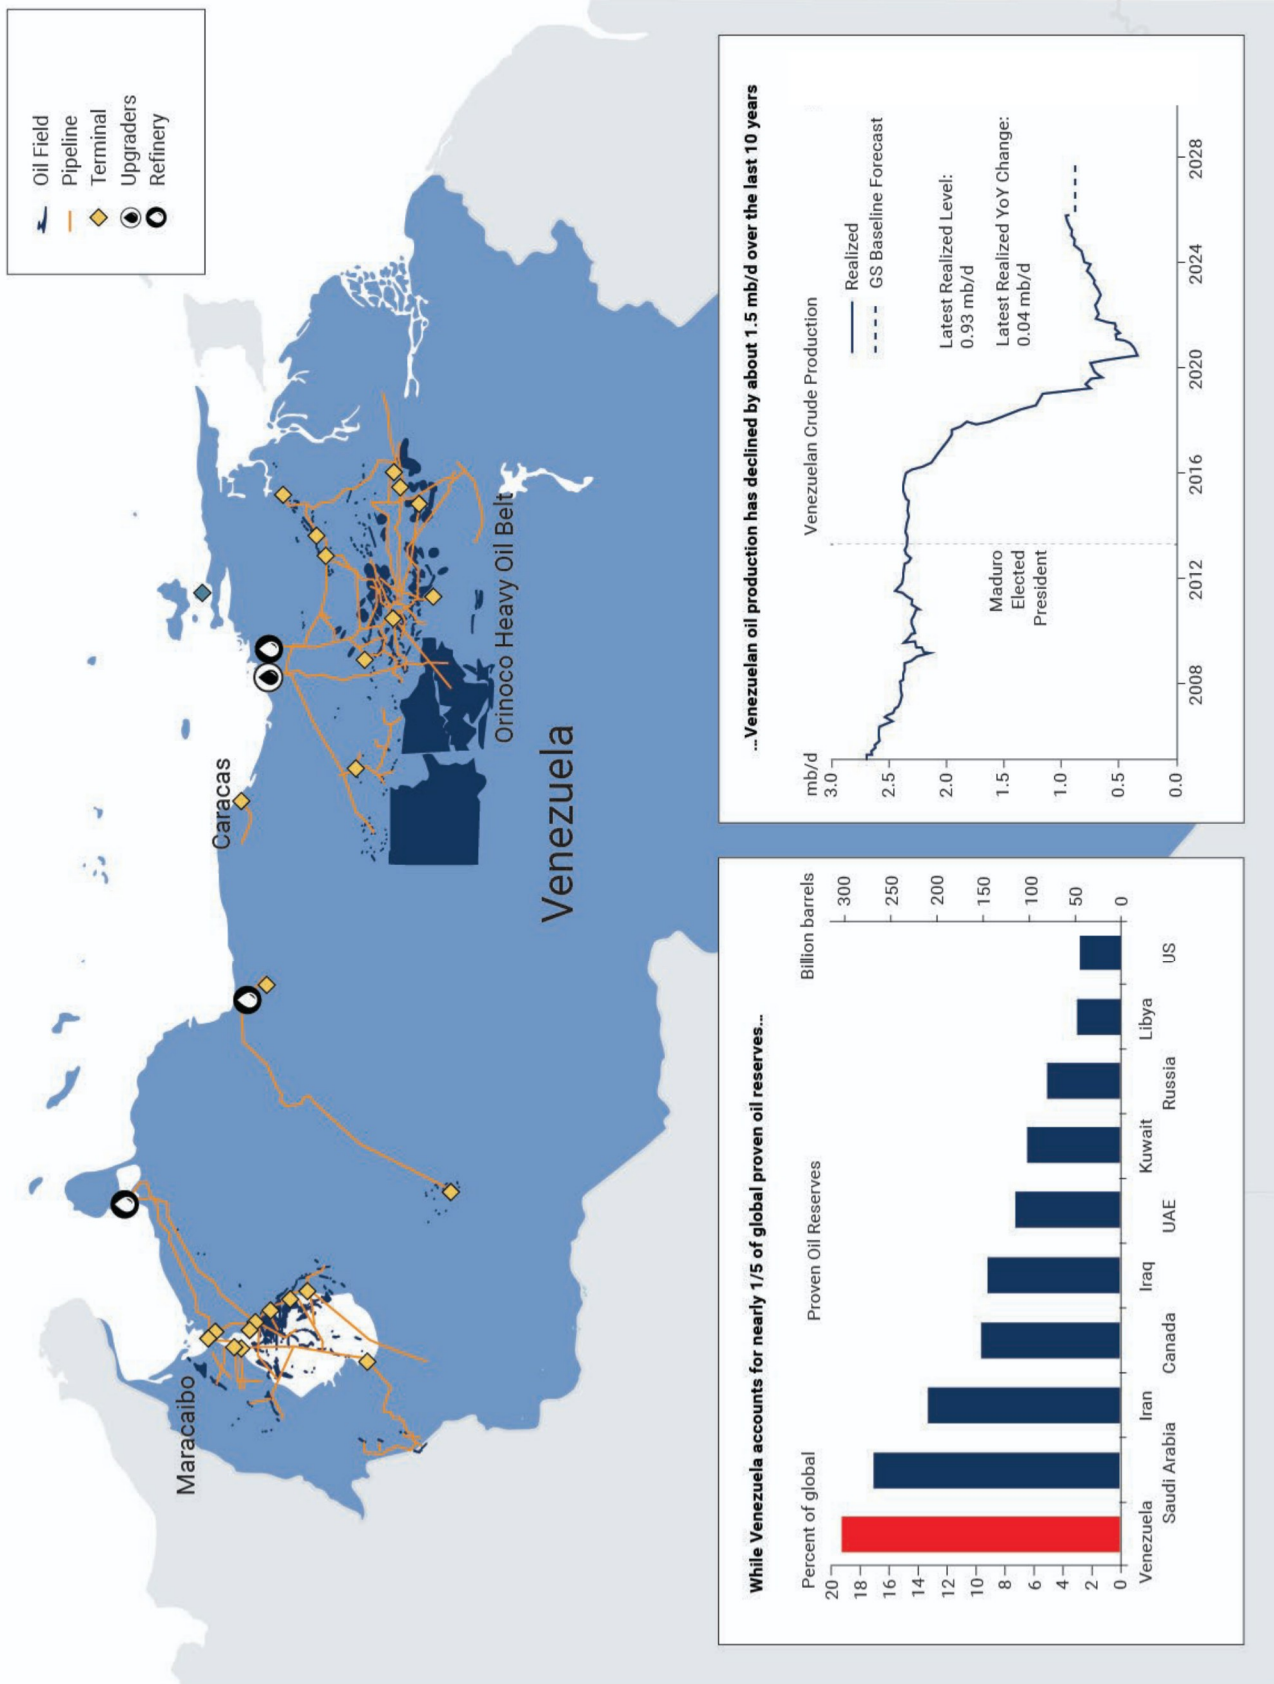 Oil Field
Pipeline
Terminal
Upgraders
Refinery
Maracaibo
Caracas
Orinoco Heavy Oil Belt
Venezuela
While Venezuela accounts for nearly 1/5 of global proven oil reserves...
Percent of global
Proven Oil Reserves
Billion barrels
20
18
16
14
12
10
8
6
4
2
0
300
250
200
150
100
50
0
Venezuela
Saudi Arabia
Iran
Canada
Iraq
UAE
Kuwait
Russia
Libya
US
...Venezuelan oil production has declined by about 1.5 mb/d over the last 10 years
mb/d
Venezuelan Crude Production
3.0
2.5
2.0
1.5
1.0
0.5
0.0
Realized
GS Baseline Forecast
Latest Realized Level:
0.93 mb/d
Latest Realized YoY Change:
0.04 mb/d
Maduro
Elected
President
2008
2012
2016
2020
2024
2028